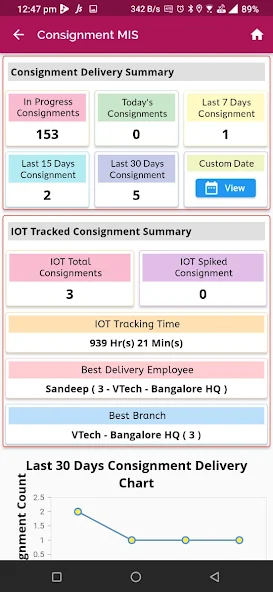 12:47 pm
342 B/s
89%
Consignment MIS
Consignment Delivery Summary
In Progress
Consignments
153
Today's
Consignments
0
Last 7 Days
Consignment
1
Last 15 Days
Consignment
2
Last 30 Days
Consignment
5
Custom Date
View
IOT Tracked Consignment Summary
IOT Total
Consignments
3
IOT Spiked
Consignment
0
IOT Tracking Time
939 Hr(s) 21 Min(s)
Best Delivery Employee
Sandeep ( 3 - VTech - Bangalore HQ )
Best Branch
VTech - Bangalore HQ ( 3 )
Last 30 Days Consignment Delivery
Chart
gnment Count
2.5
2
1.5
1
0.5